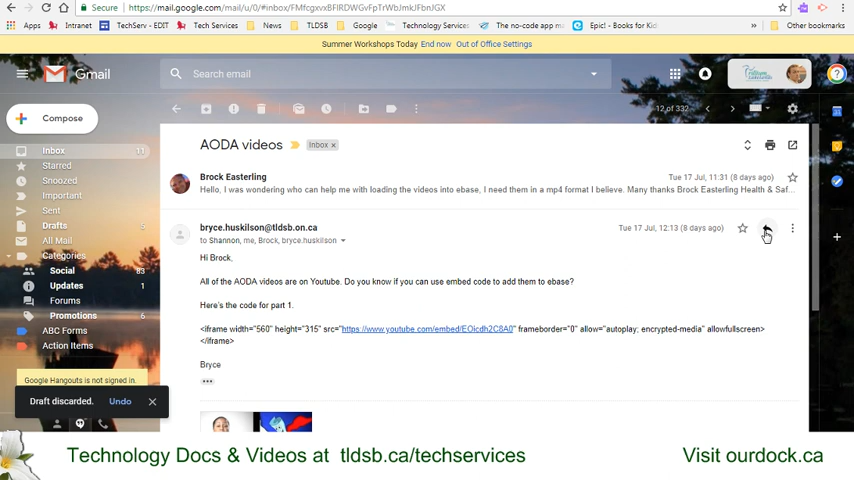 Secure https://mail.google.com/mail/u/0/#inbox/FMfcgxvxBFlRDWGvFpTrWbJmkJFbnJGX
Apps Intranet TechServ - EDIT Tech Services News TLDSB Google Technology Services The no-code app m Epic! - Books for Kid Other bookmarks
Summer Workshops Today End now Out of Office Settings
Gmail Search email
Compose 12 of 332
Inbox 11
Starred
Snoozed
Important
Sent
Drafts
All Mail
Categories
Social 83
Updates 1
Forums
Promotions 6
ABC Forms
Action Items
Google Hangouts is not signed in.
Draft discarded. Undo
AODA videos Inbox x
Brock Easterling Tue 17 Jul, 11:31 (8 days ago)
Hello, I was wondering who can help me with loading the videos into ebase, I need them in a mp4 format I believe. Many thanks Brock Easterling Health & Saf...
bryce.huskilson@tldsb.on.ca Tue 17 Jul, 12:13 (8 days ago)
to Shannon, me, Brock, bryce.huskilson
Hi Brock,
All of the AODA videos are on Youtube. Do you know if you can use embed code to add them to ebase?
Here's the code for part 1.
<iframe width="560" height="315" src="https://www.youtube.com/embed/EOicdh2C8A0" frameborder="0" allow="autoplay; encrypted-media" allowfullscreen>
</iframe>
Bryce
Technology Docs & Videos at tldsb.ca/techservices Visit ourdock.ca